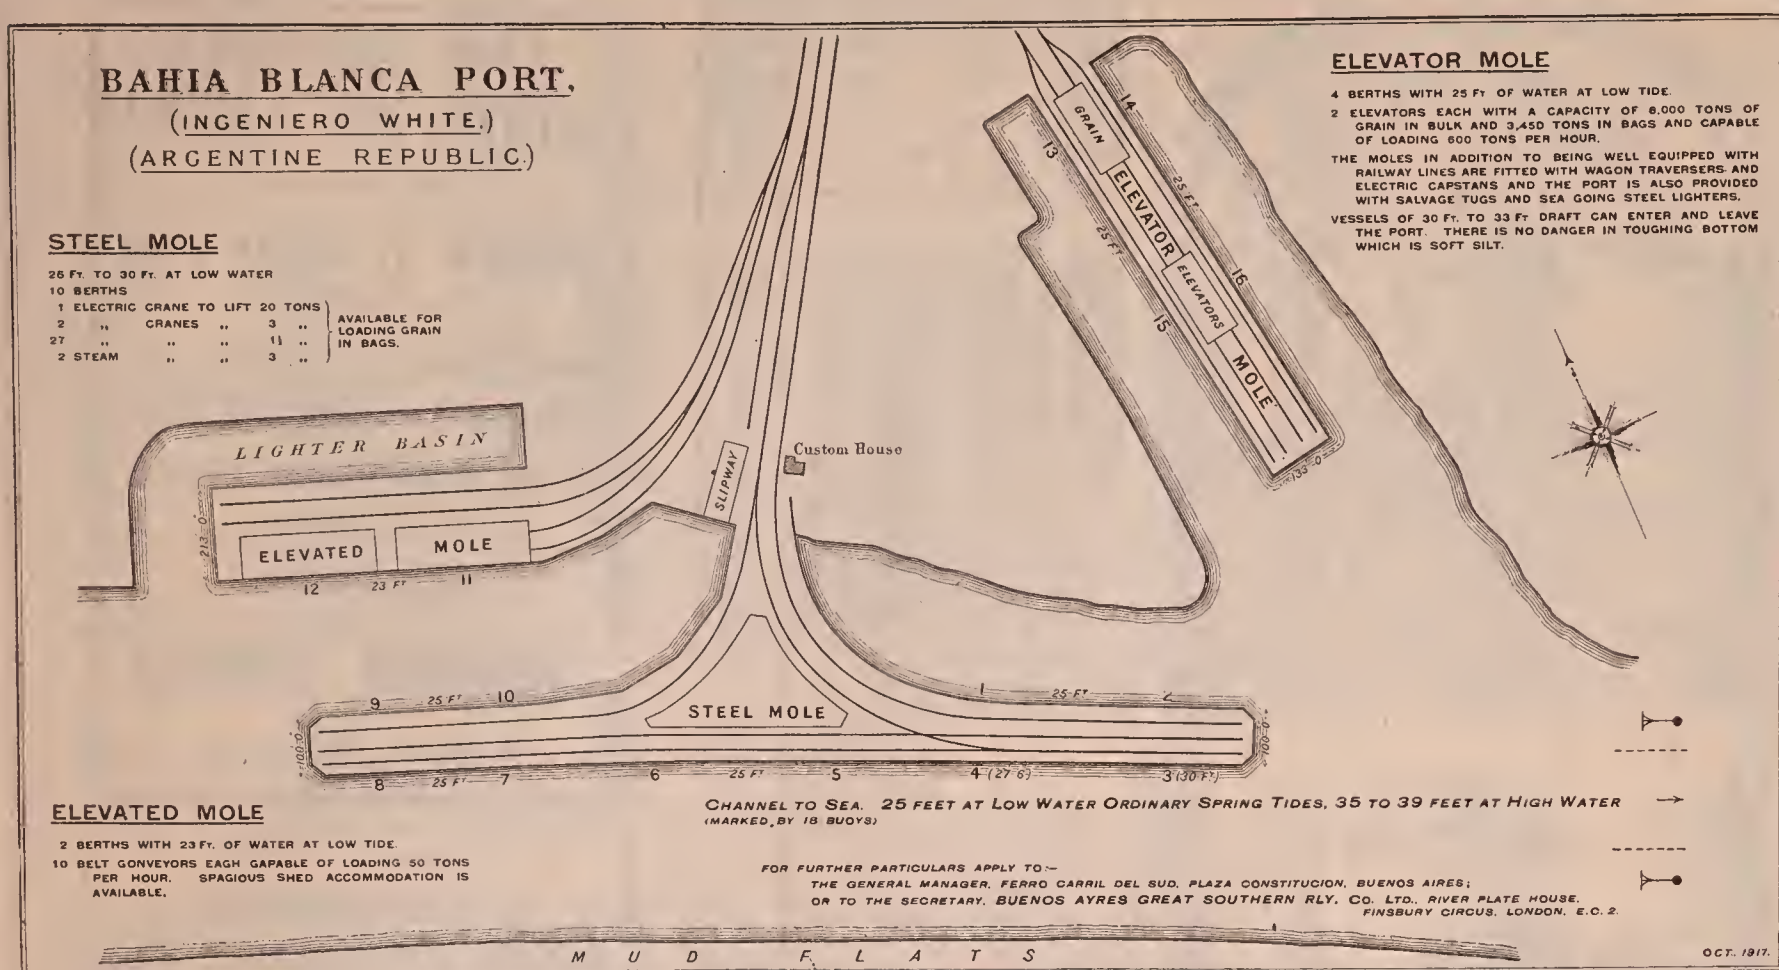 BAHIA BLANCA PORT,
(INGENIERO WHITE.)
(ARGENTINE REPUBLIC.)
STEEL MOLE
25 FT. TO 30 FT. AT LOW WATER
10 BERTHS
1 ELECTRIC CRANE TO LIFT 20 TONS
2 „ CRANES „ 3 „
27 „ „ „ 1½ „
2 STEAM „ „ 3 „
AVAILABLE FOR
LOADING GRAIN
IN BAGS.
ELEVATOR MOLE
4 BERTHS WITH 25 FT OF WATER AT LOW TIDE.
2 ELEVATORS EACH WITH A CAPACITY OF 6,000 TONS OF
GRAIN IN BULK AND 3,450 TONS IN BAGS AND CAPABLE
OF LOADING 600 TONS PER HOUR.
THE MOLES IN ADDITION TO BEING WELL EQUIPPED WITH
RAILWAY LINES ARE FITTED WITH WAGON TRAVERSERS AND
ELECTRIC CAPSTANS AND THE PORT IS ALSO PROVIDED
WITH SALVAGE TUGS AND SEA GOING STEEL LIGHTERS.
VESSELS OF 30 FT. TO 33 FT DRAFT CAN ENTER AND LEAVE
THE PORT. THERE IS NO DANGER IN TOUGHING BOTTOM
WHICH IS SOFT SILT.
14
13
GRAIN
ELEVATOR
ELEVATORS
MOLE
25 FT
25 FT
16
15
133-0
LIGHTER BASIN
213-0
ELEVATED
MOLE
12 23 FT 11
SLIPWAY
Custom House
9 25 FT 10
1 25 FT 2
STEEL MOLE
100-0
100-0
8 25 FT 7 6 25 FT 5 4 (27 6) 3 (30 FT)
ELEVATED MOLE
2 BERTHS WITH 23 FT. OF WATER AT LOW TIDE.
10 BELT GONVEYORS EAGH GAPABLE OF LOADING 50 TONS
PER HOUR. SPAGIOUS SHED ACCOMMODATION IS
AVAILABLE.
CHANNEL TO SEA. 25 FEET AT LOW WATER ORDINARY SPRING TIDES, 35 TO 39 FEET AT HIGH WATER
(MARKED BY 18 BUOYS)
FOR FURTHER PARTICULARS APPLY TO:-
THE GENERAL MANAGER, FERRO CARRIL DEL SUD, PLAZA CONSTITUCION, BUENOS AIRES;
OR TO THE SECRETARY, BUENOS AYRES GREAT SOUTHERN RLY. CO. LTD., RIVER PLATE HOUSE,
FINSBURY CIRCUS, LONDON, E.C. 2.
MUD FLATS
OCT. 1917.